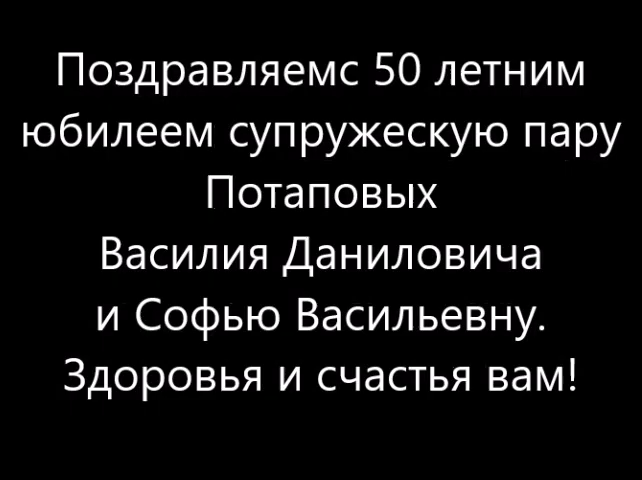 Поздравляемс 50 летним
юбилеем супружескую пару
Потаповых
Василия Даниловича
и Софью Васильевну.
Здоровья и счастья вам!